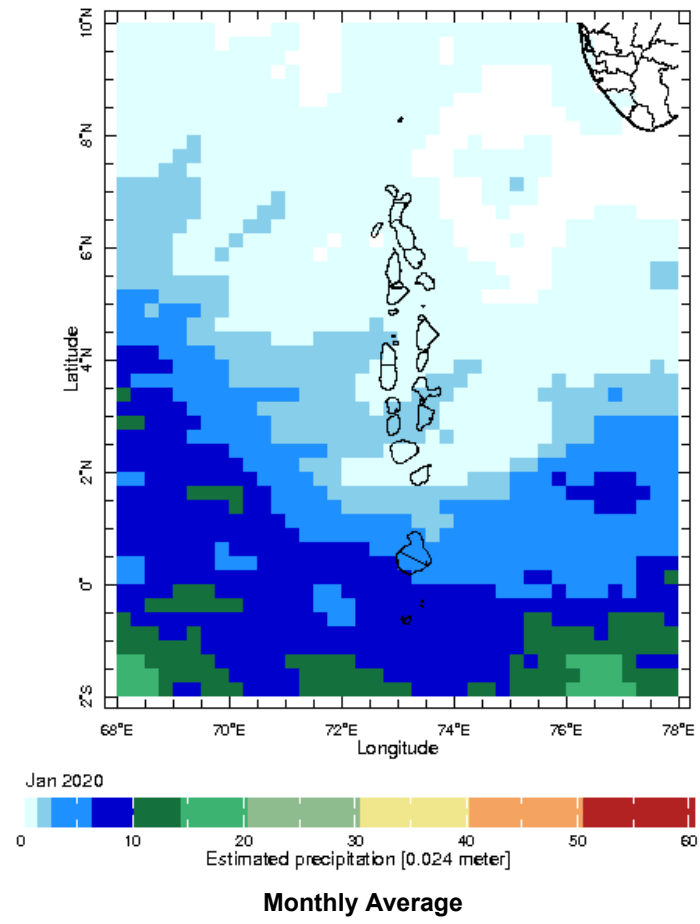 10°N
8°N
6°N
4°N
2°N
0°
2°S
Latitude
68°E 70°E 72°E 74°E 76°E 78°E
Longitude
Jan 2020
0 10 20 30 40 50 60
Estimated precipitation [0.024 meter]
Monthly Average